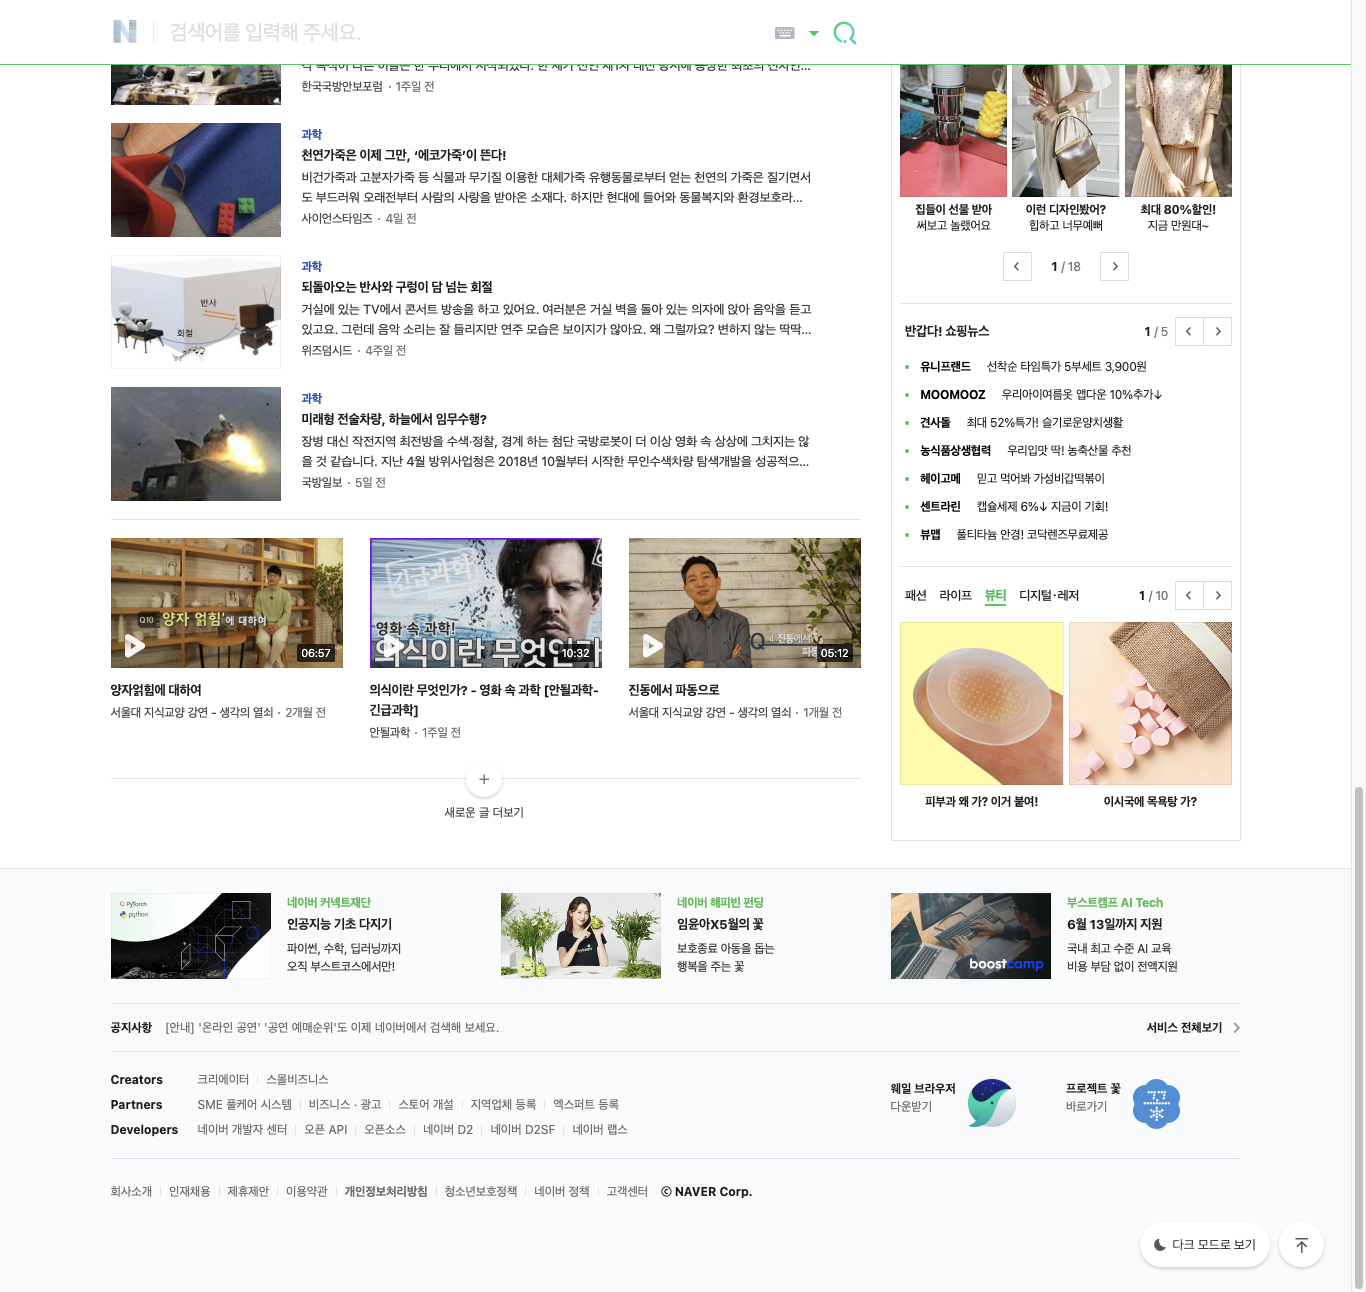 검색어를 입력해 주세요.
한국국방안보포럼 · 1주일 전
과학
천연가죽은 이제 그만, ‘에코가죽’이 뜬다!
비건가죽과 고분자가죽 등 식물과 무기질 이용한 대체가죽 유행동물로부터 얻는 천연의 가죽은 질기면서
도 부드러워 오래전부터 사람의 사랑을 받아온 소재다. 하지만 현대에 들어와 동물복지와 환경보호라...
사이언스타임즈 · 4일 전
과학
되돌아오는 반사와 구렁이 담 넘는 회절
거실에 있는 TV에서 콘서트 방송을 하고 있어요. 여러분은 거실 벽을 돌아 있는 의자에 앉아 음악을 듣고
있고요. 그런데 음악 소리는 잘 들리지만 연주 모습은 보이지가 않아요. 왜 그럴까요? 변하지 않는 딱딱...
위즈덤시드 · 4주일 전
반사
회절
과학
미래형 전술차량, 하늘에서 임무수행?
장병 대신 작전지역 최전방을 수색·정찰, 경계 하는 첨단 국방로봇이 더 이상 영화 속 상상에 그치지는 않
을 것 같습니다. 지난 4월 방위사업청은 2018년 10월부터 시작한 무인수색차량 탐색개발을 성공적으...
국방일보 · 5일 전
Q10 양자 얽힘에 대하여
06:57
양자얽힘에 대하여
서울대 지식교양 강연 - 생각의 열쇠 · 2개월 전
긴급과학
영화 속 과학!
의식이란 무엇인가
10:32
의식이란 무엇인가? - 영화 속 과학 [안될과학-
긴급과학]
안될과학 · 1주일 전
Q 4. 진동에서
05:12
진동에서 파동으로
서울대 지식교양 강연 - 생각의 열쇠 · 1개월 전
+
새로운 글 더보기
집들이 선물 받아
써보고 놀랬어요
이런 디자인봤어?
힙하고 너무예뻐
최대 80%할인!
지금 만원대~
1 / 18
반갑다! 쇼핑뉴스
1 / 5
유니프랜드 선착순 타임특가 5부세트 3,900원
MOOMOOZ 우리아이여름옷 앱다운 10%추가↓
견사돌 최대 52%특가! 슬기로운양치생활
농식품상생협력 우리입맛 딱! 농축산물 추천
헤이고메 믿고 먹어봐 가성비갑떡볶이
센트라린 캡슐세제 6%↓ 지금이 기회!
뷰맵 풀티타늄 안경! 코닥렌즈무료제공
패션 라이프 뷰티 디지털·레저
1 / 10
피부과 왜 가? 이거 붙여!
이시국에 목욕탕 가?
PyTorch
python
네이버 커넥트재단
인공지능 기초 다지기
파이썬, 수학, 딥러닝까지
오직 부스트코스에서만!
네이버 해피빈 펀딩
임윤아X5월의 꽃
보호종료 아동을 돕는
행복을 주는 꽃
boostcamp
부스트캠프 AI Tech
6월 13일까지 지원
국내 최고 수준 AI 교육
비용 부담 없이 전액지원
공지사항 [안내] '온라인 공연' '공연 예매순위'도 이제 네이버에서 검색해 보세요.
서비스 전체보기
Creators 크리에이터 스몰비즈니스
Partners SME 풀케어 시스템 비즈니스 · 광고 스토어 개설 지역업체 등록 엑스퍼트 등록
Developers 네이버 개발자 센터 오픈 API 오픈소스 네이버 D2 네이버 D2SF 네이버 랩스
웨일 브라우저
다운받기
프로젝트 꽃
바로가기
회사소개 인재채용 제휴제안 이용약관 개인정보처리방침 청소년보호정책 네이버 정책 고객센터 ⓒ NAVER Corp.
다크 모드로 보기